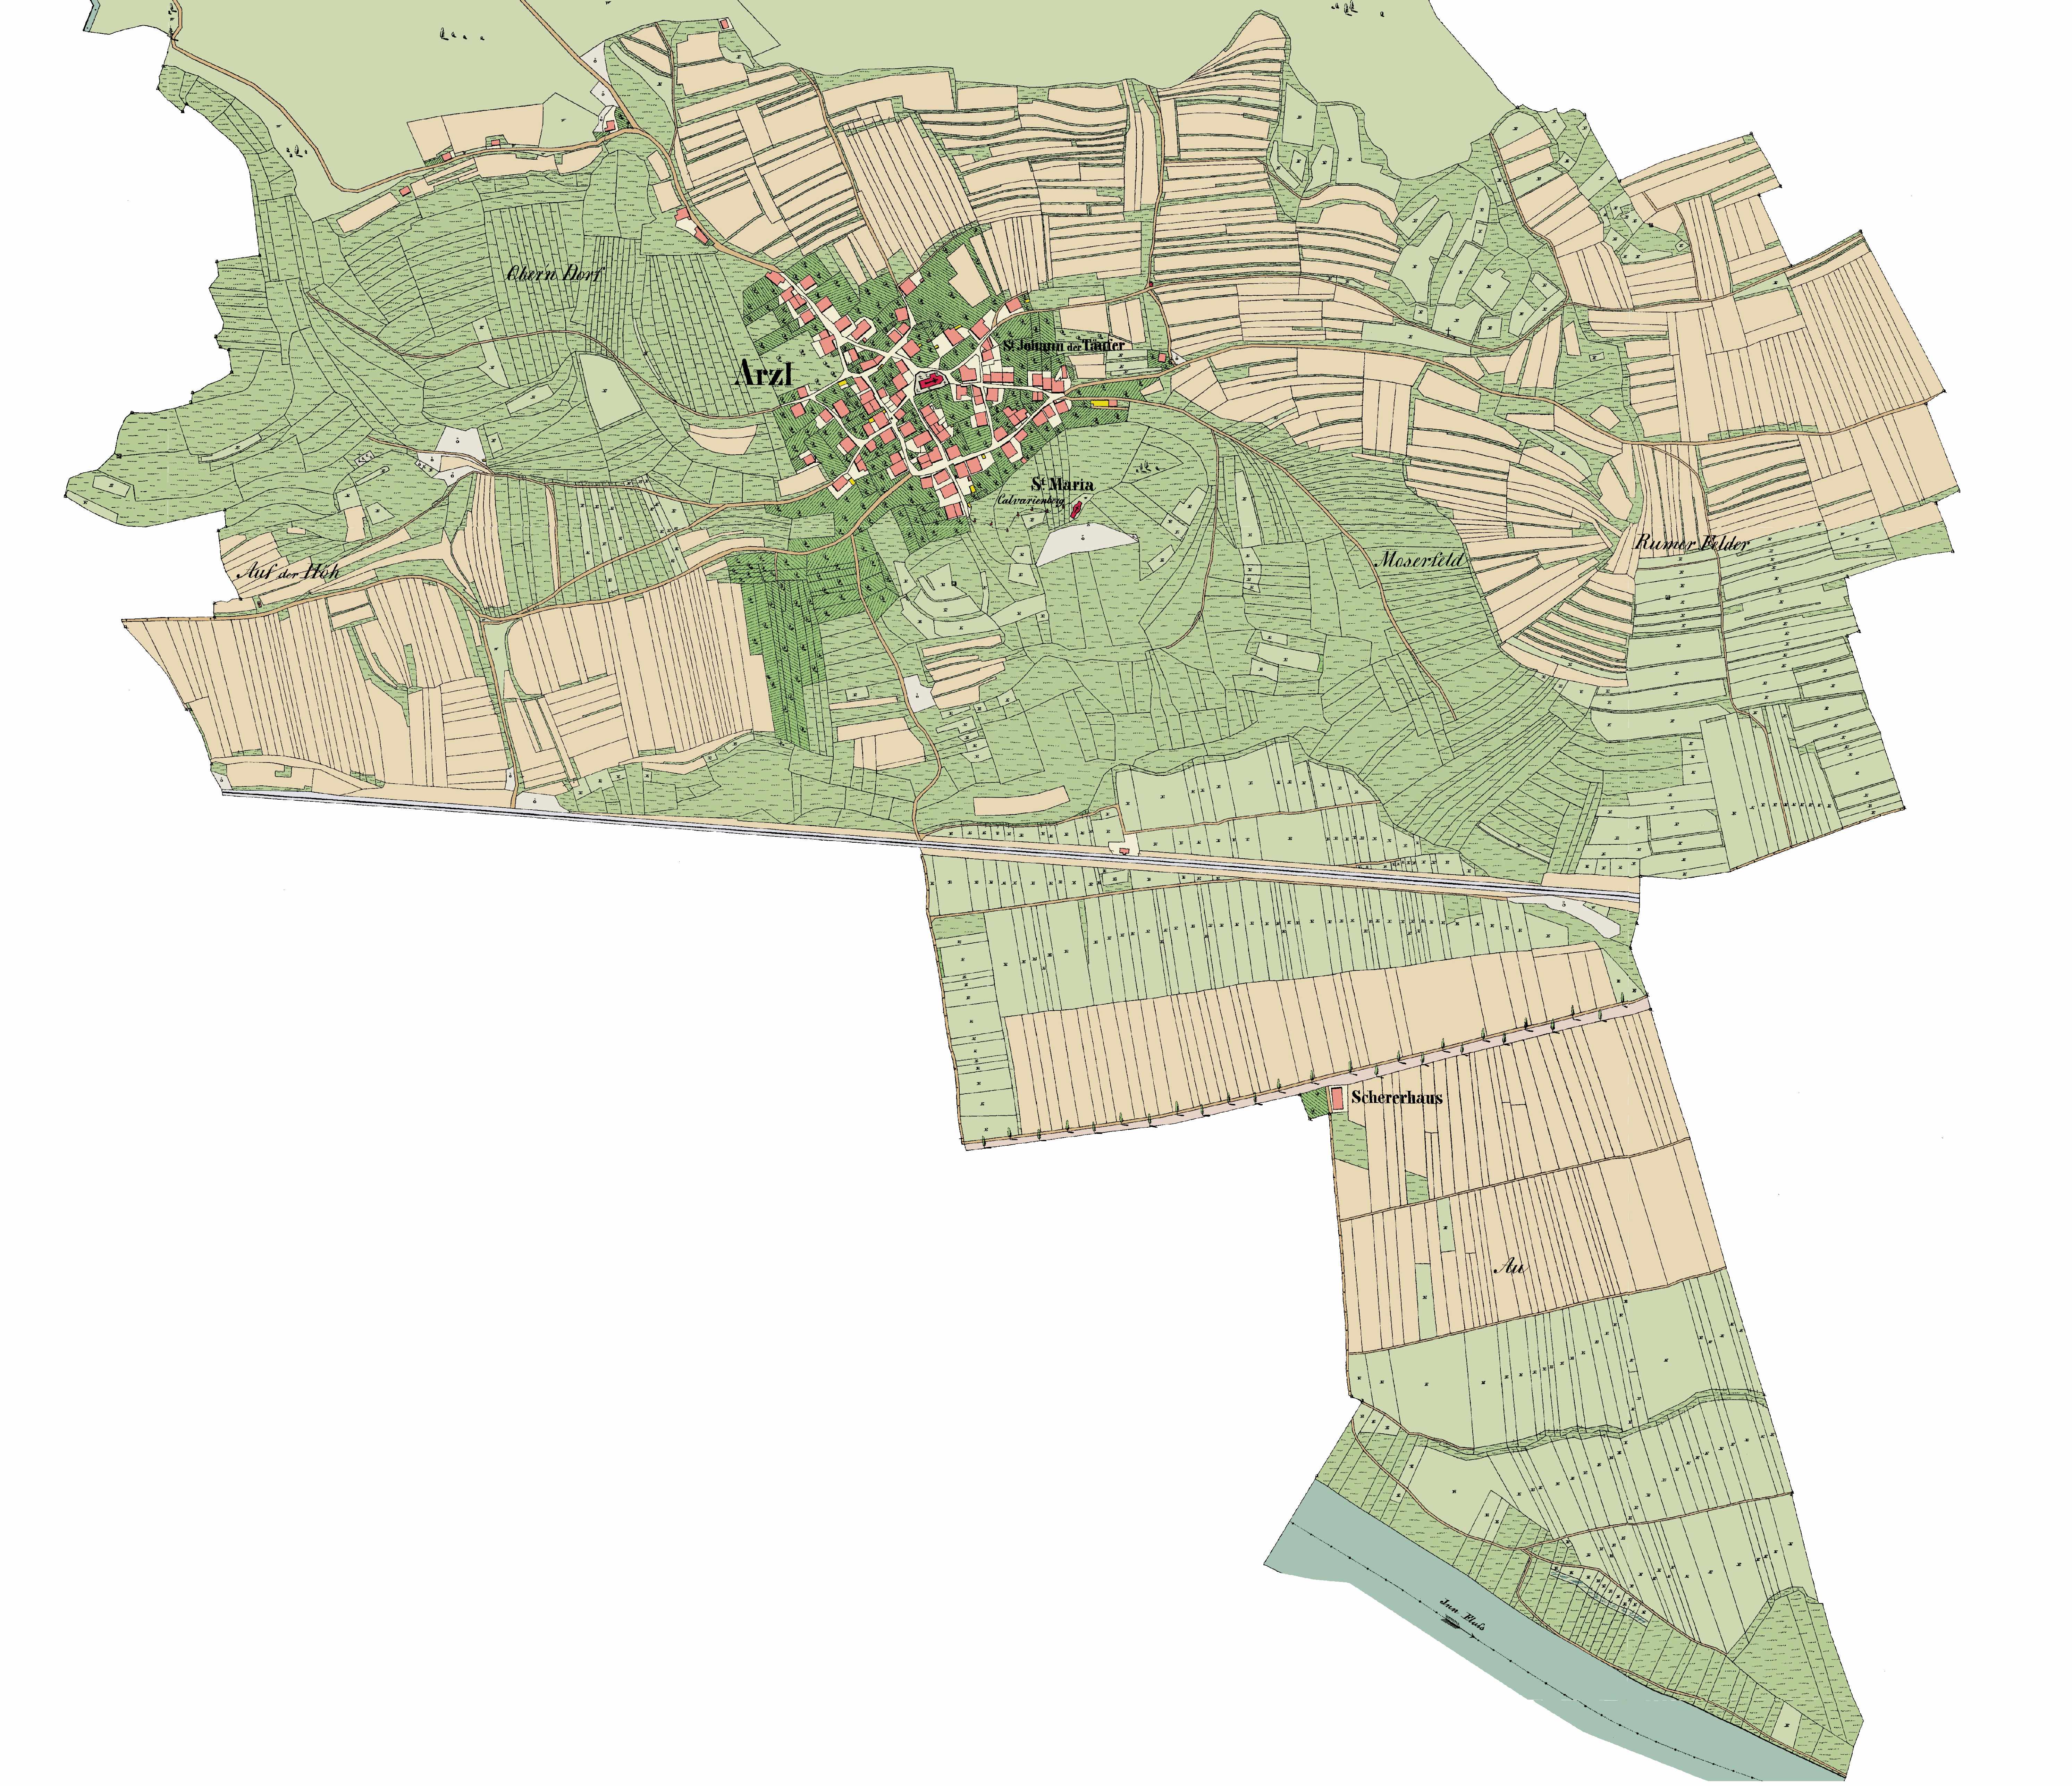 Obern Dorf
St. Johann der Täufer
Arzl
St. Maria
Calvarienberg
Rumer Felder
Moserfeld
Auf der Höh
Schererhaus
Au
Inn Fluſs